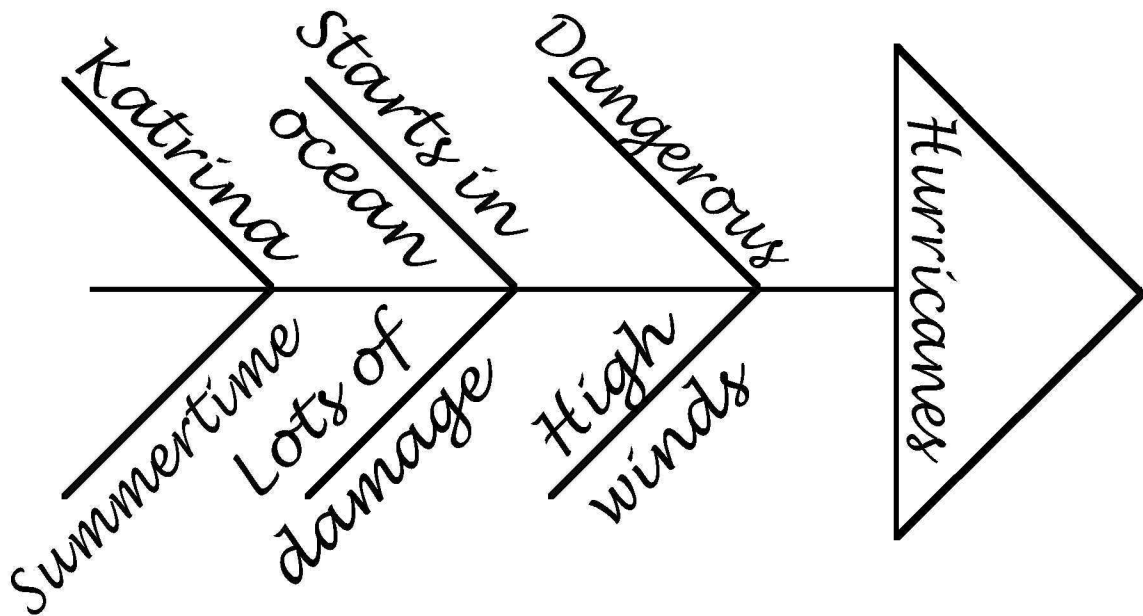 Katrina
Starts in
ocean
Dangerous
Hurricanes
Summertime
Lots of
damage
High
winds